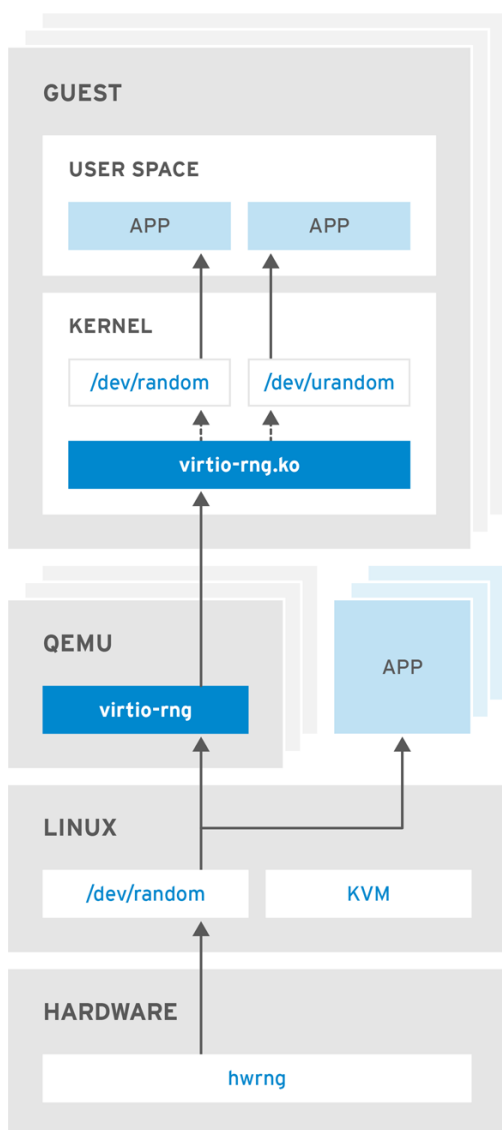 GUEST
USER SPACE
APP APP
KERNEL
/dev/random /dev/urandom
virtio-rng.ko
QEMU
APP
virtio-rng
LINUX
/dev/random KVM
HARDWARE
hwrng